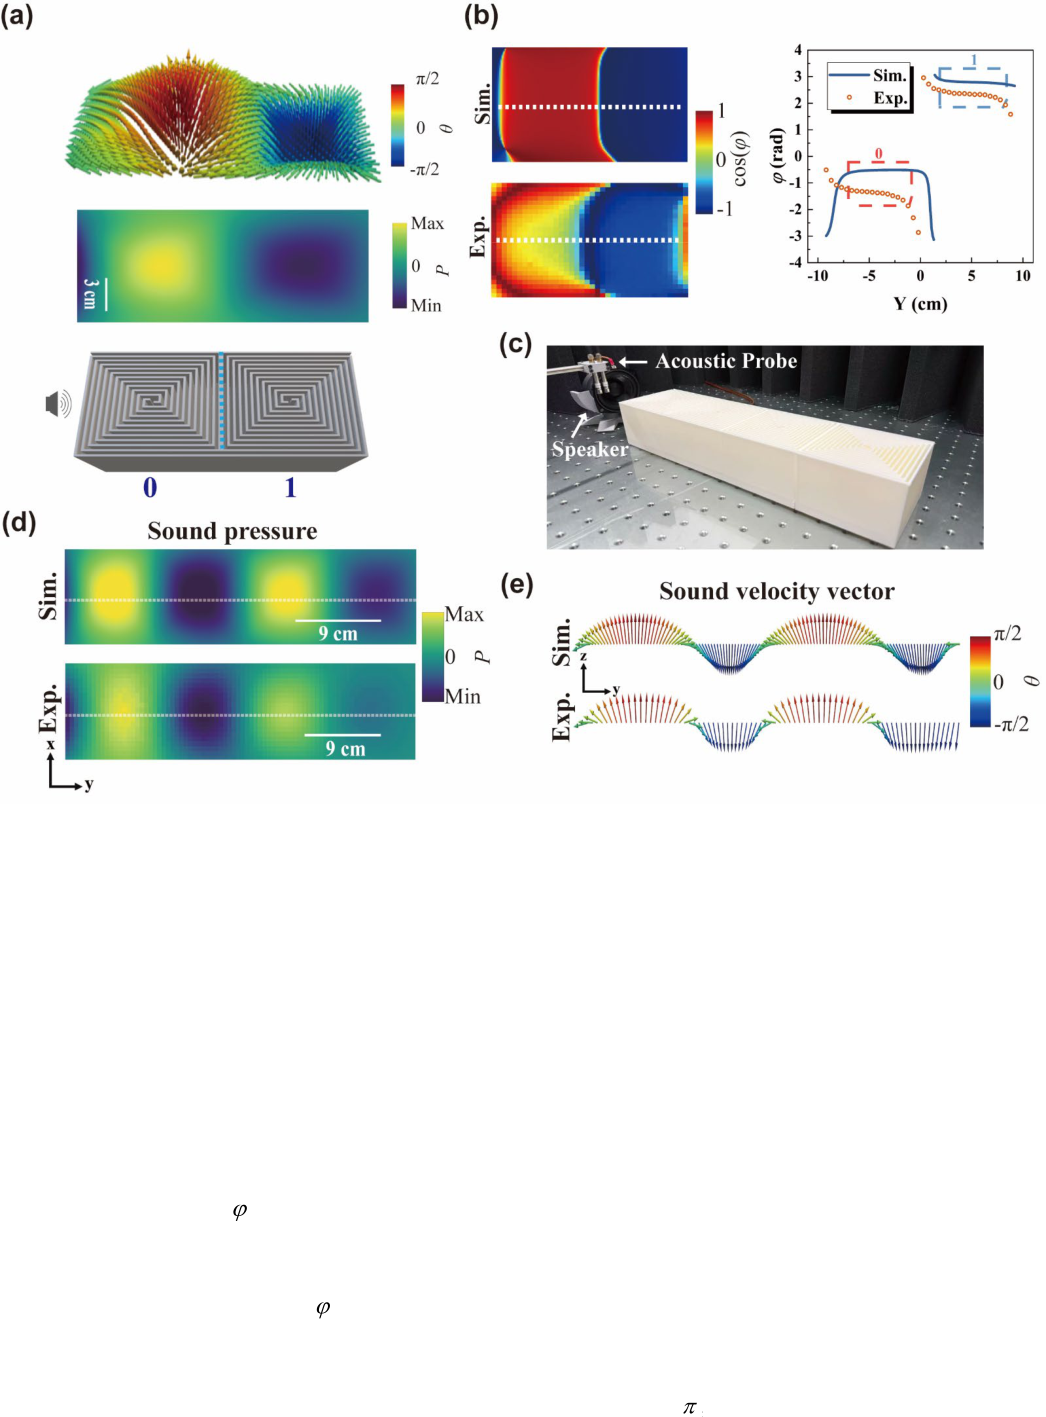 (a)
π/2
0
-π/2
θ
Max
0
Min
P
3 cm
0 1
(b)
Sim.
Exp.
1
0
-1
cos(φ)
4
3
2
1
0
-1
-2
-3
-4
φ (rad)
Sim.
Exp.
1
0
-10 -5 0 5 10
Y (cm)
(c)
Acoustic Probe
Speaker
(d)
Sound pressure
Sim.
9 cm
Exp.
9 cm
Max
0
Min
P
x
y
(e)
Sound velocity vector
Sim.
z
y
Exp.
π/2
0
-π/2
θ
φ
φ
π